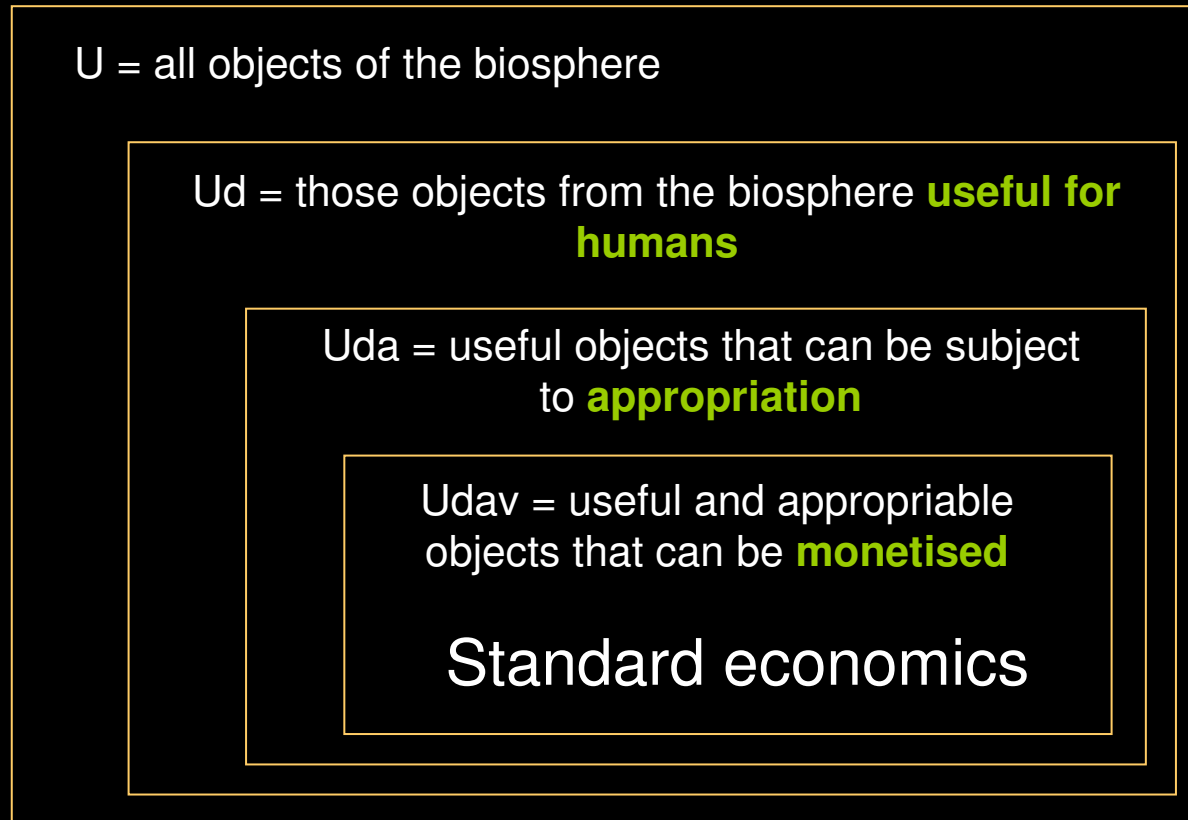 U = all objects of the biosphere
Ud = those objects from the biosphere useful for
humans
Uda = useful objects that can be subject
to appropriation
Udav = useful and appropriable
objects that can be monetised
Standard economics